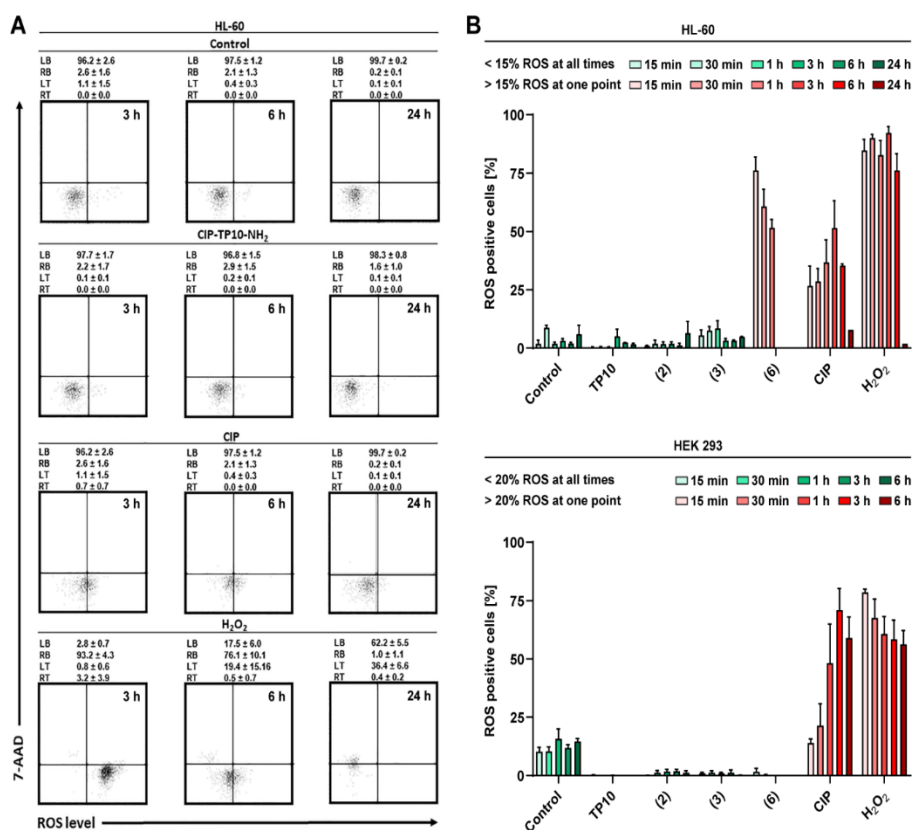 A
HL-60
Control
LB 96.2 ± 2.6
RB 2.6 ± 1.6
LT 1.1 ± 1.5
RT 0.0 ± 0.0
97.5 ± 1.2
2.1 ± 1.3
0.4 ± 0.3
0.0 ± 0.0
99.7 ± 0.2
0.2 ± 0.1
0.1 ± 0.1
0.0 ± 0.0
3 h
6 h
24 h
CIP-TP10-NH₂
LB 97.7 ± 1.7
RB 2.2 ± 1.7
LT 0.1 ± 0.1
RT 0.0 ± 0.0
LB 96.8 ± 1.5
RB 2.9 ± 1.5
LT 0.2 ± 0.1
RT 0.0 ± 0.0
LB 98.3 ± 0.8
RB 1.6 ± 1.0
LT 0.1 ± 0.1
RT 0.0 ± 0.0
3 h
6 h
24 h
CIP
LB 96.2 ± 2.6
RB 2.6 ± 1.6
LT 1.1 ± 1.5
RT 0.7 ± 0.7
LB 97.5 ± 1.2
RB 2.1 ± 1.3
LT 0.4 ± 0.3
RT 0.0 ± 0.0
LB 99.7 ± 0.2
RB 0.2 ± 0.1
LT 0.1 ± 0.1
RT 0.0 ± 0.0
3 h
6 h
24 h
H₂O₂
LB 2.8 ± 0.7
RB 93.2 ± 4.3
LT 0.8 ± 0.6
RT 3.2 ± 3.9
LB 17.5 ± 6.0
RB 76.1 ± 10.1
LT 19.4 ± 15.16
RT 0.5 ± 0.7
LB 62.2 ± 5.5
RB 1.0 ± 1.1
LT 36.4 ± 6.6
RT 0.4 ± 0.2
3 h
6 h
24 h
7-AAD
ROS level
B
HL-60
< 15% ROS at all times 15 min 30 min 1 h 3 h 6 h 24 h
> 15% ROS at one point 15 min 30 min 1 h 3 h 6 h 24 h
ROS positive cells [%]
100
75
50
25
0
Control TP10 (2) (3) (6) CIP H₂O₂
HEK 293
< 20% ROS at all times 15 min 30 min 1 h 3 h 6 h
> 20% ROS at one point 15 min 30 min 1 h 3 h 6 h
ROS positive cells [%]
100
75
50
25
0
Control TP10 (2) (3) (6) CIP H₂O₂